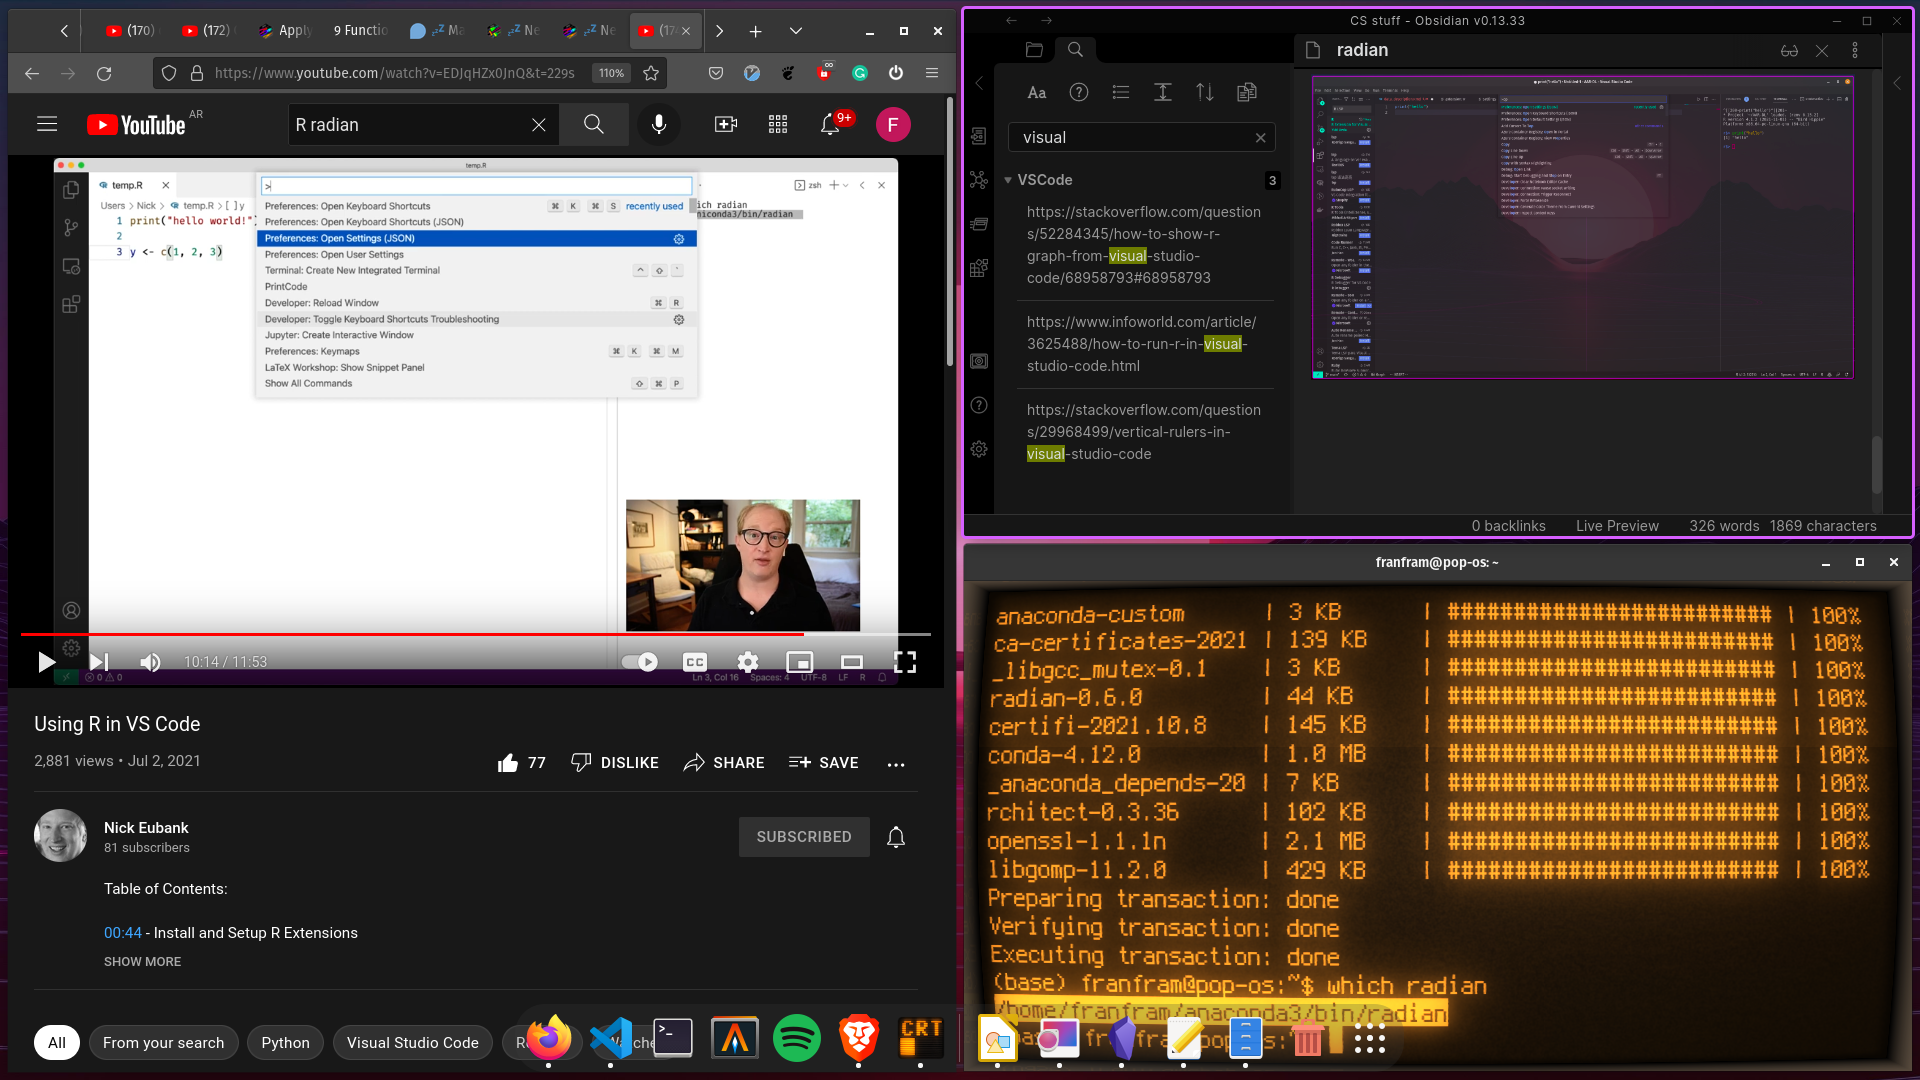 (170)
(172)
Apply
9 Functio
Ma
Ne
Ne
(17
https://www.youtube.com/watch?v=EDJqHZx0JnQ&t=229s
110%
YouTube
AR
R radian
9+
F
temp.R
temp.R
zsh
>
Users > Nick > temp.R > [ ] y
1 print("hello world!")
2
3 y <- c(1, 2, 3)
Preferences: Open Keyboard Shortcuts ⌘ K ⌘ S recently used
Preferences: Open Keyboard Shortcuts (JSON)
Preferences: Open Settings (JSON)
Preferences: Open User Settings
Terminal: Create New Integrated Terminal
PrintCode
Developer: Reload Window ⌘ R
Developer: Toggle Keyboard Shortcuts Troubleshooting
Jupyter: Create Interactive Window
Preferences: Keymaps ⌘ K ⌘ M
LaTeX Workshop: Show Snippet Panel
Show All Commands ⇧ ⌘ P
ich radian
niconda3/bin/radian
10:14 / 11:53
CC
0 0
Ln 3, Col 16 Spaces: 4 UTF-8 LF R
Using R in VS Code
2,881 views • Jul 2, 2021
77
DISLIKE
SHARE
SAVE
Nick Eubank
81 subscribers
SUBSCRIBED
Table of Contents:
00:44 - Install and Setup R Extensions
SHOW MORE
All
From your search
Python
Visual Studio Code
CRT
CS stuff - Obsidian v0.13.33
radian
Aa
visual
VSCode
3
https://stackoverflow.com/question
s/52284345/how-to-show-r-
graph-from-visual-studio-
code/68958793#68958793
https://www.infoworld.com/article/
3625488/how-to-run-r-in-visual-
studio-code.html
https://stackoverflow.com/question
s/29968499/vertical-rulers-in-
visual-studio-code
0 backlinks
Live Preview
326 words 1869 characters
franfram@pop-os: ~
anaconda-custom | 3 KB | ######################### | 100%
ca-certificates-2021 | 139 KB | ######################### | 100%
_libgcc_mutex-0.1 | 3 KB | ######################### | 100%
radian-0.6.0 | 44 KB | ######################### | 100%
certifi-2021.10.8 | 145 KB | ######################### | 100%
conda-4.12.0 | 1.0 MB | ######################### | 100%
_anaconda_depends-20 | 7 KB | ######################### | 100%
rchitect-0.3.36 | 102 KB | ######################### | 100%
openssl-1.1.1n | 2.1 MB | ######################### | 100%
libgomp-11.2.0 | 429 KB | ######################### | 100%
Preparing transaction: done
Verifying transaction: done
Executing transaction: done
(base) franfram@pop-os:~$ which radian
/home/franfram/anaconda3/bin/radian